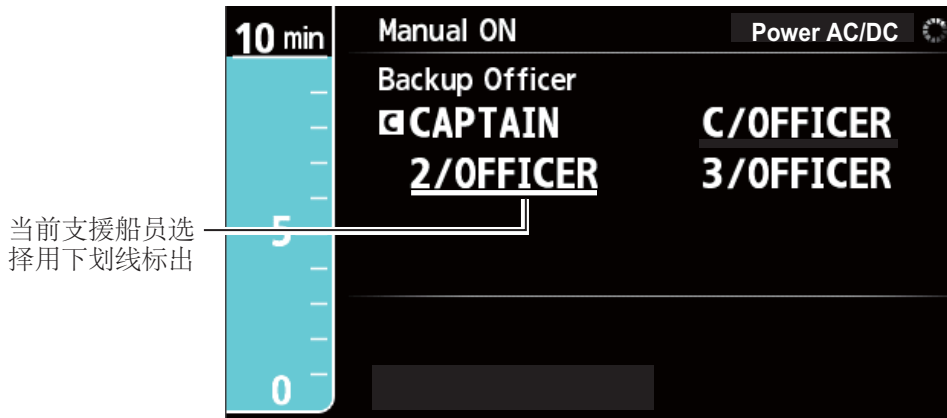 10 min
Manual ON
Power AC/DC
Backup Officer
C CAPTAIN
C/OFFICER
2/OFFICER
3/OFFICER
当前支援船员选
择用下划线标出
5
0